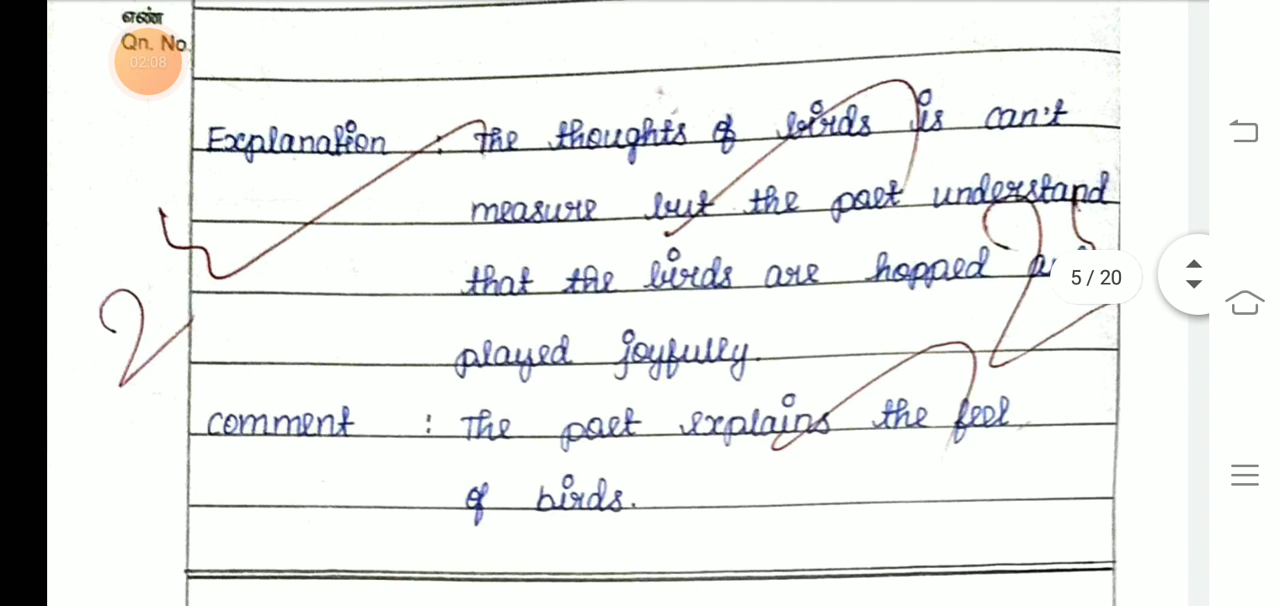 எண்
Qn. No
02:08
Explanation : The thoughts of birds is can't
measure but the poet understand
that the birds are hopped
5 / 20
played joyfully.
comment : The poet explains the feel
of birds.
2
2